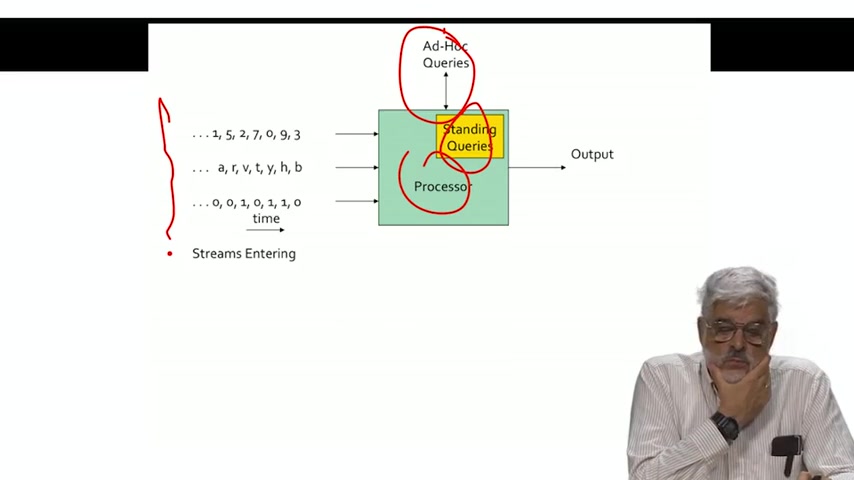 Ad-Hoc
Queries
. . . 1, 5, 2, 7, 0, 9, 3
Standing
Queries
Output
. . . a, r, v, t, y, h, b
Processor
. . . 0, 0, 1, 0, 1, 1, 0
time
Streams Entering